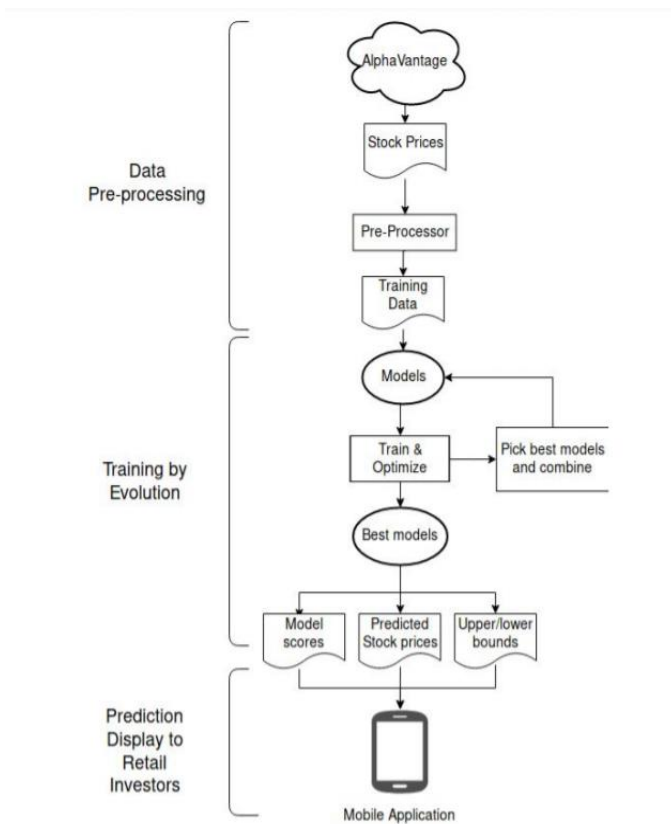 AlphaVantage
Stock Prices
Data
Pre-processing
Pre-Processor
Training
Data
Models
Train &
Optimize
Pick best models
and combine
Training by
Evolution
Best models
Model
scores
Predicted
Stock prices
Upper/lower
bounds
Prediction
Display to
Retail
Investors
Mobile Application